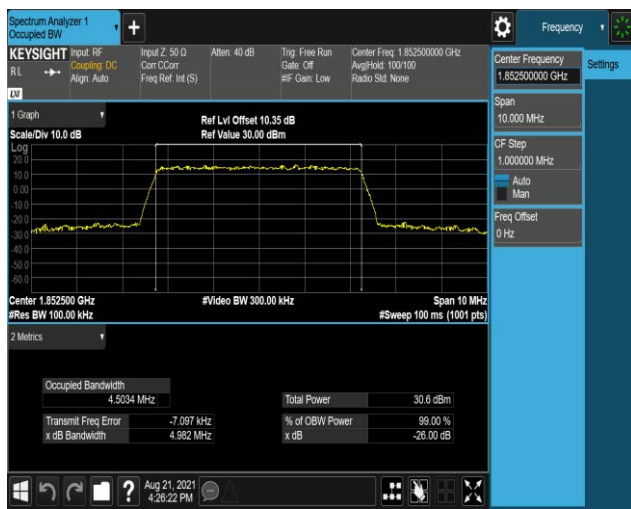 Spectrum Analyzer 1
Occupied BW
+
Frequency
KEYSIGHT
Input: RF
Coupling: DC
Align: Auto
RL
LXI
Input Z: 50 Ω
Corr CCorr
Freq Ref: Int (S)
Atten: 40 dB
Trig: Free Run
Gate: Off
#IF Gain: Low
Center Freq: 1.852500000 GHz
Avg|Hold: 100/100
Radio Std: None
Center Frequency
1.852500000 GHz
Settings
Span
10.000 MHz
CF Step
1.000000 MHz
Auto
Man
Freq Offset
0 Hz
1 Graph
Scale/Div 10.0 dB
Ref Lvl Offset 10.35 dB
Ref Value 30.00 dBm
Log
20.0
10.0
0.00
-10.0
-20.0
-30.0
-40.0
-50.0
-60.0
Center 1.852500 GHz
#Video BW 300.00 kHz
Span 10 MHz
#Res BW 100.00 kHz
#Sweep 100 ms (1001 pts)
2 Metrics
Occupied Bandwidth
4.5034 MHz
Total Power 30.6 dBm
Transmit Freq Error -7.097 kHz
% of OBW Power 99.00 %
x dB Bandwidth 4.982 MHz
x dB -26.00 dB
?
Aug 21, 2021
4:26:22 PM